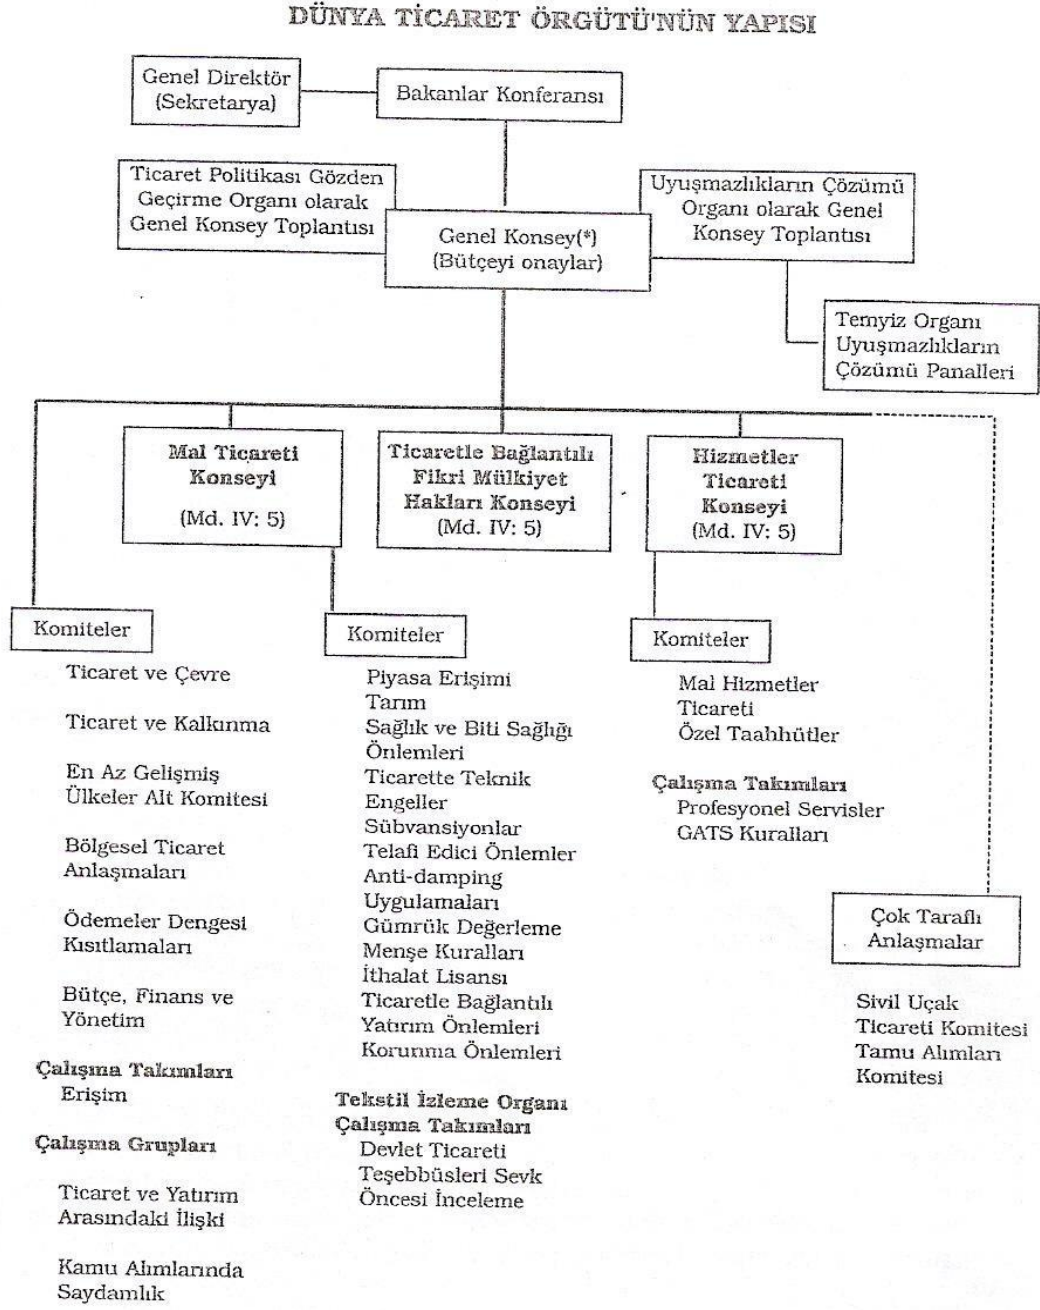 DÜNYA TİCARET ÖRGÜTÜ'NÜN YAPISI
Genel Direktör
(Sekretarya)
Bakanlar Konferansı
Ticaret Politikası Gözden
Geçirme Organı olarak
Genel Konsey Toplantısı
Genel Konsey(*)
(Bütçeyi onaylar)
Uyuşmazlıkların Çözümü
Organı olarak Genel
Konsey Toplantısı
Temyiz Organı
Uyuşmazlıkların
Çözümü Panalleri
Mal Ticareti
Konseyi
(Md. IV: 5)
Ticaretle Bağlantılı
Fikri Mülkiyet
Hakları Konseyi
(Md. IV: 5)
Hizmetler
Ticareti
Konseyi
(Md. IV: 5)
Komiteler
Ticaret ve Çevre
Ticaret ve Kalkınma
En Az Gelişmiş
Ülkeler Alt Komitesi
Bölgesel Ticaret
Anlaşmaları
Ödemeler Dengesi
Kısıtlamaları
Bütçe, Finans ve
Yönetim
Çalışma Takımları
Erişim
Çalışma Grupları
Ticaret ve Yatırım
Arasındaki İlişki
Kamu Alımlarında
Saydamlık
Komiteler
Piyasa Erişimi
Tarım
Sağlık ve Biti Sağlığı
Önlemleri
Ticarette Teknik
Engeller
Sübvansiyonlar
Telafi Edici Önlemler
Anti-damping
Uygulamaları
Gümrük Değerleme
Menşe Kuralları
İthalat Lisansı
Ticaretle Bağlantılı
Yatırım Önlemleri
Korunma Önlemleri
Tekstil İzleme Organı
Çalışma Takımları
Devlet Ticareti
Teşebbüsleri Sevk
Öncesi İnceleme
Komiteler
Mal Hizmetler
Ticareti
Özel Taahhütler
Çalışma Takımları
Profesyonel Servisler
GATS Kuralları
Çok Taraflı
Anlaşmalar
Sivil Uçak
Ticareti Komitesi
Tamu Alımları
Komitesi